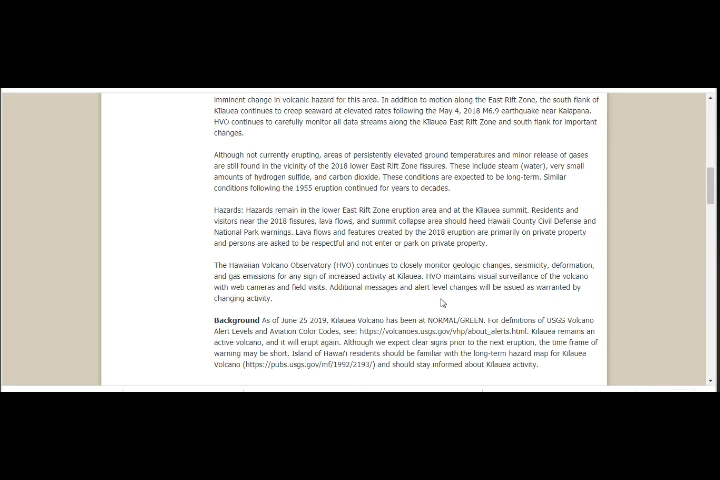 imminent change in volcanic hazard for this area. In addition to motion along the East Rift Zone, the south flank of
Kīlauea continues to creep seaward at elevated rates following the May 4, 2018 M6.9 earthquake near Kalapana.
HVO continues to carefully monitor all data streams along the Kīlauea East Rift Zone and south flank for important
changes.
Although not currently erupting, areas of persistently elevated ground temperatures and minor release of gases
are still found in the vicinity of the 2018 lower East Rift Zone fissures. These include steam (water), very small
amounts of hydrogen sulfide, and carbon dioxide. These conditions are expected to be long-term. Similar
conditions following the 1955 eruption continued for years to decades.
Hazards: Hazards remain in the lower East Rift Zone eruption area and at the Kīlauea summit. Residents and
visitors near the 2018 fissures, lava flows, and summit collapse area should heed Hawaii County Civil Defense and
National Park warnings. Lava flows and features created by the 2018 eruption are primarily on private property
and persons are asked to be respectful and not enter or park on private property.
The Hawaiian Volcano Observatory (HVO) continues to closely monitor geologic changes, seismicity, deformation,
and gas emissions for any sign of increased activity at Kilauea. HVO maintains visual surveillance of the volcano
with web cameras and field visits. Additional messages and alert level changes will be issued as warranted by
changing activity.
Background As of June 25 2019, Kilauea Volcano has been at NORMAL/GREEN. For definitions of USGS Volcano
Alert Levels and Aviation Color Codes, see: https://volcanoes.usgs.gov/vhp/about_alerts.html. Kilauea remains an
active volcano, and it will erupt again. Although we expect clear signs prior to the next eruption, the time frame of
warning may be short. Island of Hawai'i residents should be familiar with the long-term hazard map for Kilauea
Volcano (https://pubs.usgs.gov/mf/1992/2193/) and should stay informed about Kilauea activity.